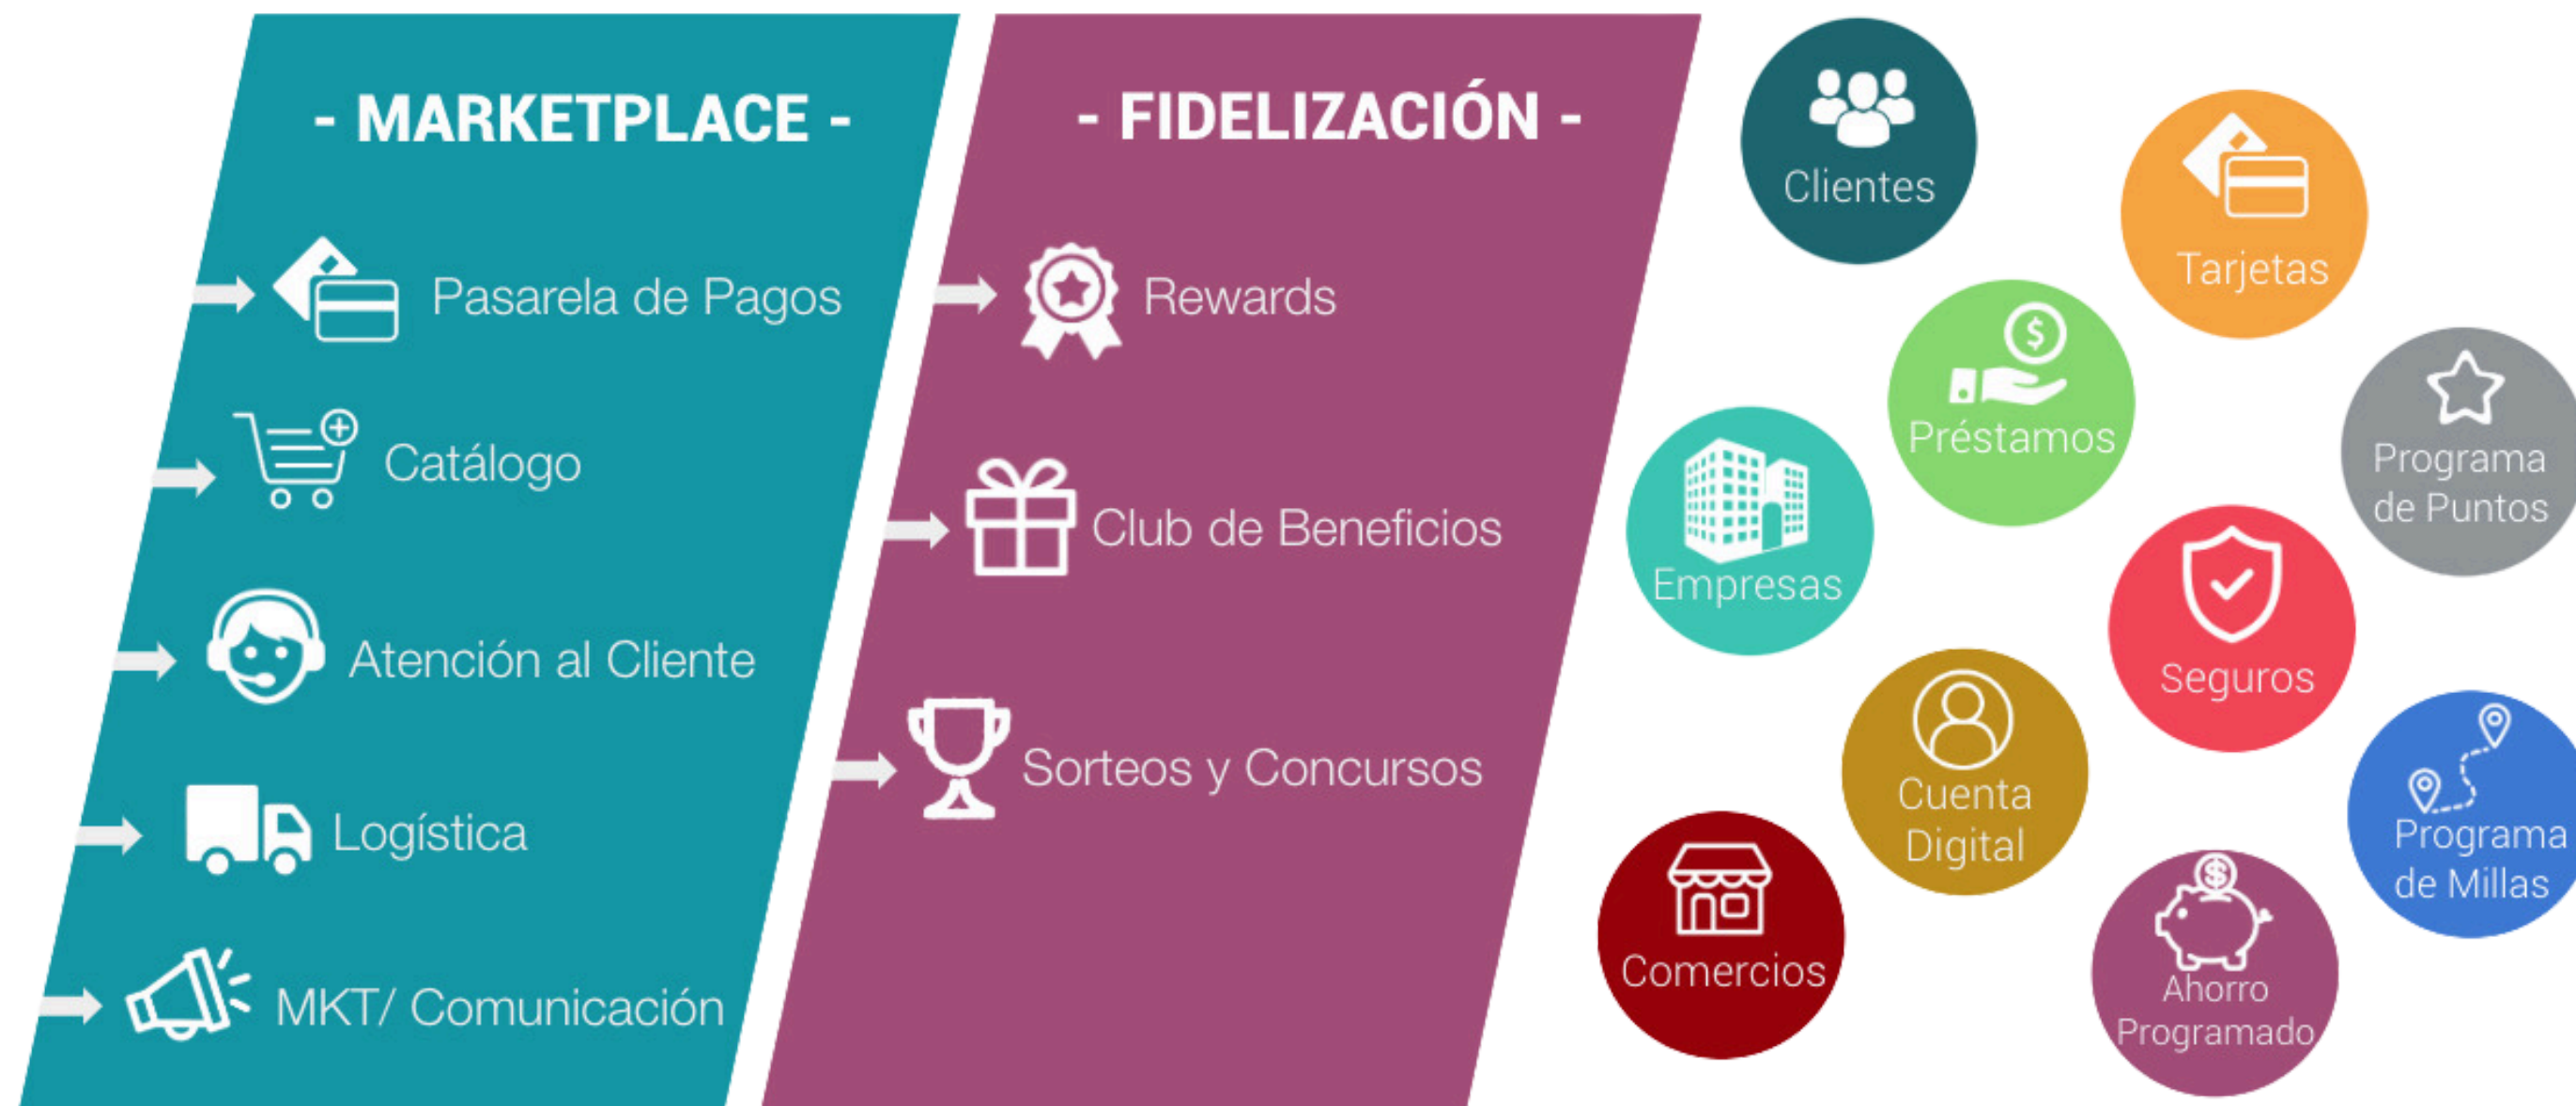 - MARKETPLACE -
Pasarela de Pagos
Catálogo
Atención al Cliente
Logística
MKT/ Comunicación
- FIDELIZACIÓN -
Rewards
Club de Beneficios
Sorteos y Concursos
Clientes
Tarjetas
Préstamos
Programa
de Puntos
Empresas
Seguros
Cuenta
Digital
Programa
de Millas
Comercios
Ahorro
Programado